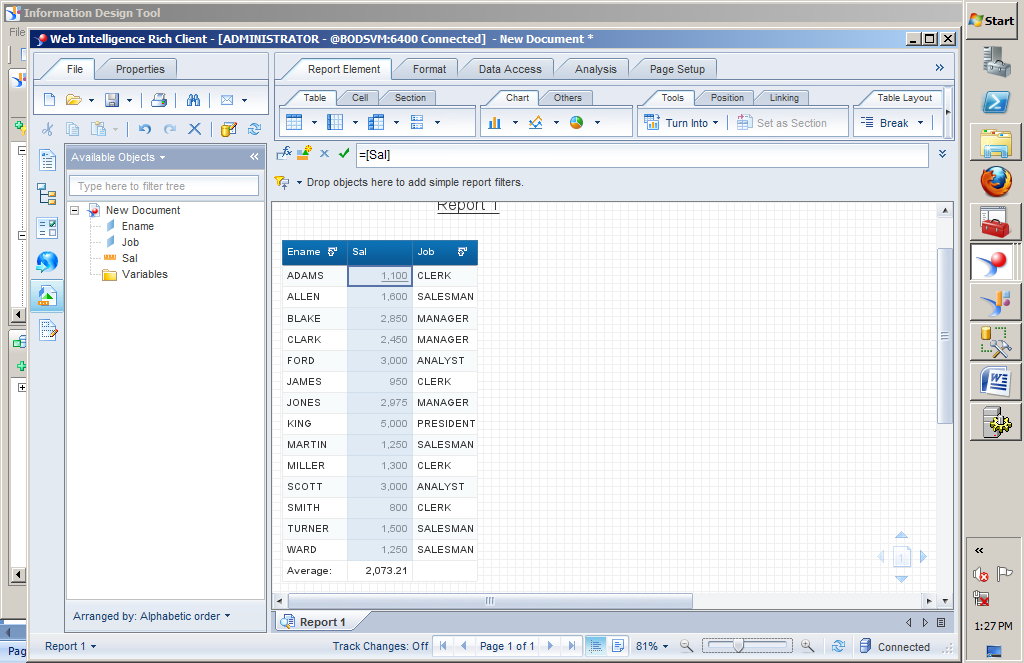 Information Design Tool
File
Start
Web Intelligence Rich Client - [ADMINISTRATOR - @BODSVM:6400 Connected] - New Document *
File Properties
Report Element Format Data Access Analysis Page Setup
Table Cell Section Chart Others Tools Position Linking Table Layout
Turn Into Set as Section Break
=[Sal]
Available Objects
Drop objects here to add simple report filters.
Type here to filter tree
New Document
Ename
Job
Sal
Variables
Report 1
Ename Sal Job
ADAMS 1,100 CLERK
ALLEN 1,600 SALESMAN
BLAKE 2,850 MANAGER
CLARK 2,450 MANAGER
FORD 3,000 ANALYST
JAMES 950 CLERK
JONES 2,975 MANAGER
KING 5,000 PRESIDENT
MARTIN 1,250 SALESMAN
MILLER 1,300 CLERK
SCOTT 3,000 ANALYST
SMITH 800 CLERK
TURNER 1,500 SALESMAN
WARD 1,250 SALESMAN
Average: 2,073.21
1
Arranged by: Alphabetic order
Report 1
Report 1 Track Changes: Off Page 1 of 1 81% Connected
Pag
1:27 PM